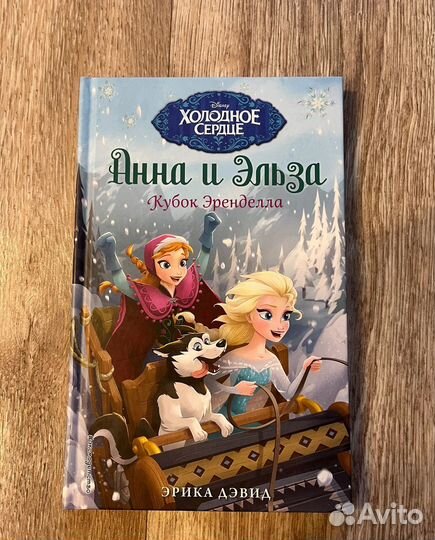 Disney
ХОЛОДНОЕ
СЕРДЦЕ
Анна и Эльза
Кубок Эренделла
ЭРИКА ДЭВИД
Avito